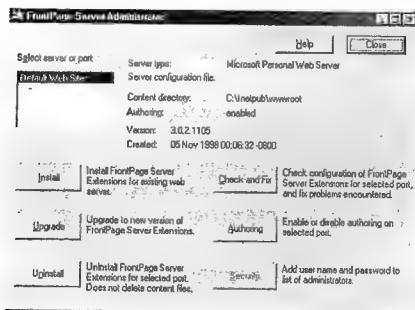 FrontPage Server Administrator
Help
Close
Select server or port
Default Web Site
Server type: Microsoft Personal Web Server
Server configuration file.
Content directory: C:\Inetpub\wwwroot
Authoring: enabled
Version: 3.0.2.1105
Created: 05 Nov 1998 00:06:32 -0800
Install
Install FrontPage Server
Extensions for existing web
server.
Check and Fix
Check configuration of FrontPage
Server Extensions for selected port,
and fix problems encountered.
Upgrade
Upgrade to new version of
FrontPage Server Extensions.
Authoring
Enable or disable authoring on
selected port.
Uninstall
Uninstall FrontPage Server
Extensions for selected port.
Does not delete content files.
Security
Add user name and password to
list of administrators.